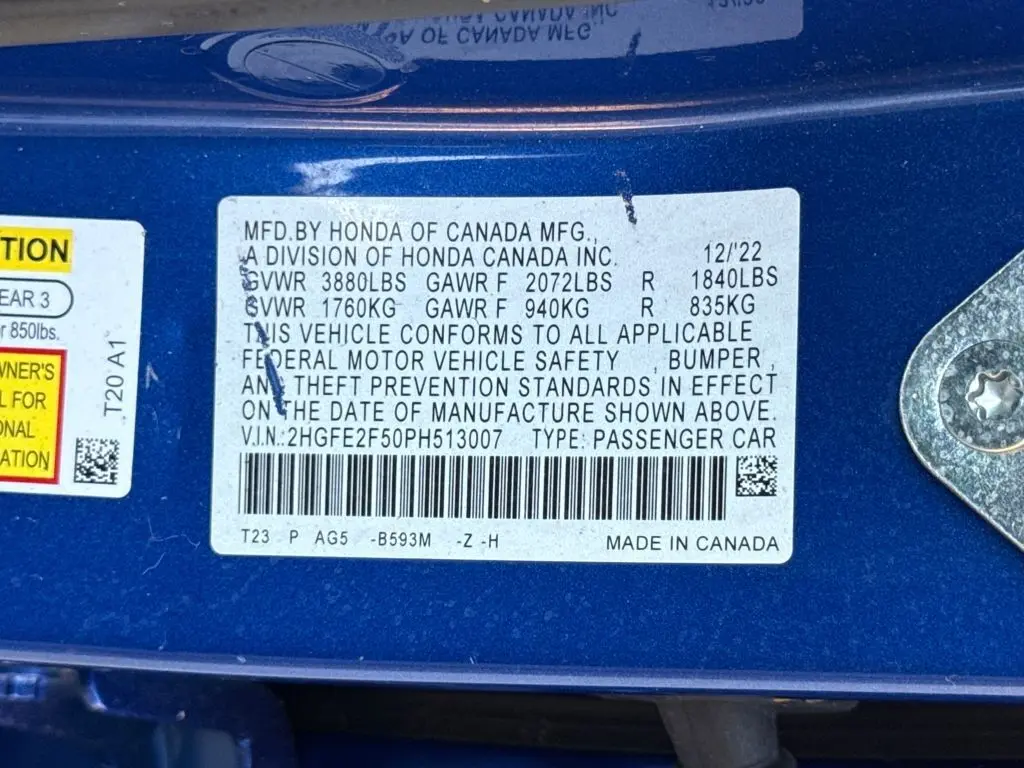 TION
EAR 3
r 850lbs.
WNER'S
L FOR
ONAL
ATION
T20 A1
MFD.BY HONDA OF CANADA MFG.,
A DIVISION OF HONDA CANADA INC. 12/'22
GVWR 3880LBS GAWR F 2072LBS R 1840LBS
GVWR 1760KG GAWR F 940KG R 835KG
THIS VEHICLE CONFORMS TO ALL APPLICABLE
FEDERAL MOTOR VEHICLE SAFETY , BUMPER ,
AND THEFT PREVENTION STANDARDS IN EFFECT
ON THE DATE OF MANUFACTURE SHOWN ABOVE.
V.I.N.:2HGFE2F50PH513007 TYPE: PASSENGER CAR
T23 P AG5 -B593M -Z -H MADE IN CANADA